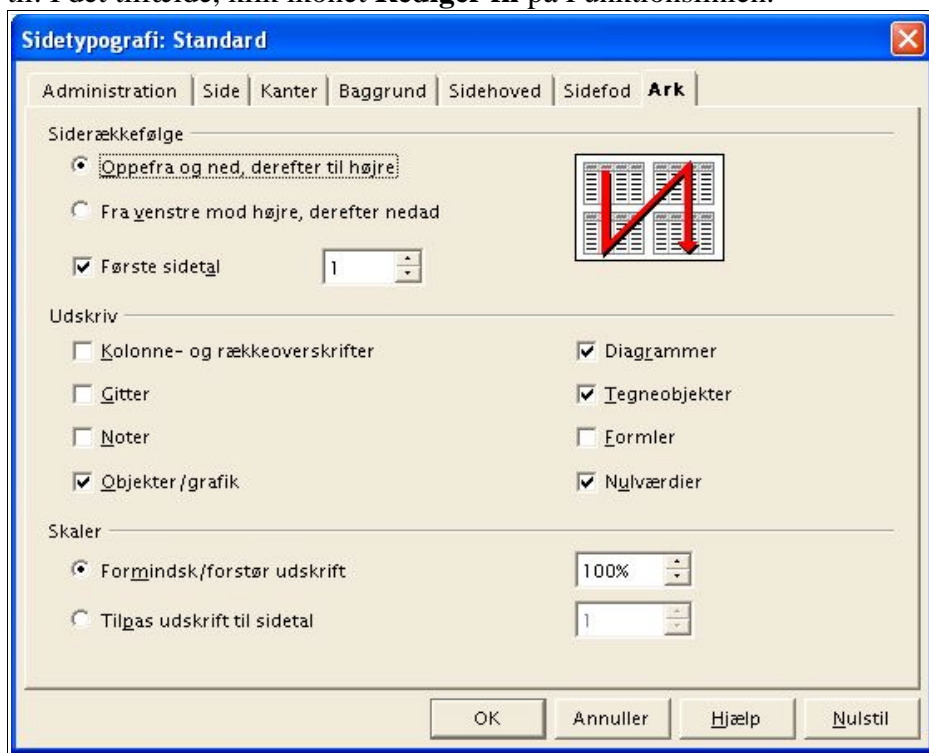 til. I det tilfælde, klik ikonet Rediger fil på Funktionslinien.
Sidetypografi: Standard
Administration Side Kanter Baggrund Sidehoved Sidefod Ark
Siderækkefølge
Oppefra og ned, derefter til højre
Fra venstre mod højre, derefter nedad
Første sidetal 1
Udskriv
Kolonne- og rækkeoverskrifter Diagrammer
Gitter Tegneobjekter
Noter Formler
Objekter/grafik Nulværdier
Skaler
Formindsk/forstør udskrift 100%
Tilpas udskrift til sidetal 1
OK Annuller Hjælp Nulstil